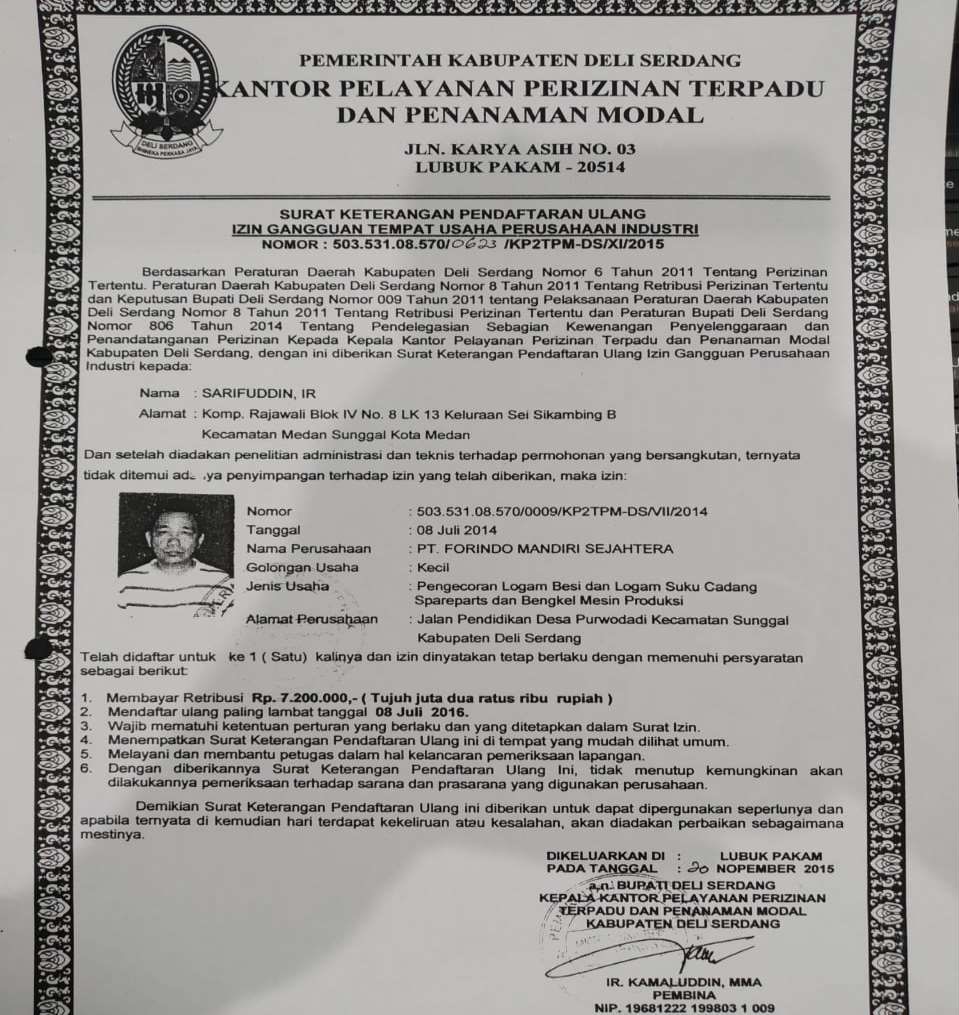 PEMERINTAH KABUPATEN DELI SERDANG
KANTOR PELAYANAN PERIZINAN TERPADU
DAN PENANAMAN MODAL
JLN. KARYA ASIH NO. 03
LUBUK PAKAM - 20514
DELI SERDANG
BHINEKA PERKASA JAYA
SURAT KETERANGAN PENDAFTARAN ULANG
IZIN GANGGUAN TEMPAT USAHA PERUSAHAAN INDUSTRI
NOMOR : 503.531.08.570/0623 /KP2TPM-DS/XI/2015
Berdasarkan Peraturan Daerah Kabupaten Deli Serdang Nomor 6 Tahun 2011 Tentang Perizinan
Tertentu. Peraturan Daerah Kabupaten Deli Serdang Nomor 8 Tahun 2011 Tentang Retribusi Perizinan Tertentu
dan Keputusan Bupati Deli Serdang Nomor 009 Tahun 2011 tentang Pelaksanaan Peraturan Daerah Kabupaten
Deli Serdang Nomor 8 Tahun 2011 Tentang Retribusi Perizinan Tertentu dan Peraturan Bupati Deli Serdang
Nomor 806 Tahun 2014 Tentang Pendelegasian Sebagian Kewenangan Penyelenggaraan dan
Penandatanganan Perizinan Kepada Kepala Kantor Pelayanan Perizinan Terpadu dan Penanaman Modal
Kabupaten Deli Serdang, dengan ini diberikan Surat Keterangan Pendaftaran Ulang Izin Gangguan Perusahaan
Industri kepada:
Nama : SARIFUDDIN, IR
Alamat : Komp. Rajawali Blok IV No. 8 LK 13 Keluraan Sei Sikambing B
Kecamatan Medan Sunggal Kota Medan
Dan setelah diadakan penelitian administrasi dan teknis terhadap permohonan yang bersangkutan, ternyata
tidak ditemui ad ya penyimpangan terhadap izin yang telah diberikan, maka izin:
Nomor : 503.531.08.570/0009/KP2TPM-DS/VII/2014
Tanggal : 08 Juli 2014
Nama Perusahaan : PT. FORINDO MANDIRI SEJAHTERA
Golongan Usaha : Kecil
Jenis Usaha : Pengecoran Logam Besi dan Logam Suku Cadang
Spareparts dan Bengkel Mesin Produksi
Alamat Perusahaan : Jalan Pendidikan Desa Purwodadi Kecamatan Sunggal
Kabupaten Deli Serdang
Telah didaftar untuk ke 1 ( Satu) kalinya dan izin dinyatakan tetap berlaku dengan memenuhi persyaratan
sebagai berikut:
1. Membayar Retribusi Rp. 7.200.000,- ( Tujuh juta dua ratus ribu rupiah )
2. Mendaftar ulang paling lambat tanggal 08 Juli 2016.
3. Wajib mematuhi ketentuan perturan yang berlaku dan yang ditetapkan dalam Surat Izin.
4. Menempatkan Surat Keterangan Pendaftaran Ulang ini di tempat yang mudah dilihat umum.
5. Melayani dan membantu petugas dalam hal kelancaran pemeriksaan lapangan.
6. Dengan diberikannya Surat Keterangan Pendaftaran Ulang Ini, tidak menutup kemungkinan akan
dilakukannya pemeriksaan terhadap sarana dan prasarana yang digunakan perusahaan.
Demikian Surat Keterangan Pendaftaran Ulang ini diberikan untuk dapat dipergunakan seperlunya dan
apabila ternyata di kemudian hari terdapat kekeliruan atau kesalahan, akan diadakan perbaikan sebagaimana
mestinya.
DIKELUARKAN DI : LUBUK PAKAM
PADA TANGGAL : 20 NOPEMBER 2015
a.n. BUPATI DELI SERDANG
KEPALA KANTOR PELAYANAN PERIZINAN
TERPADU DAN PENANAMAN MODAL
KABUPATEN DELI SERDANG
IR. KAMALUDDIN, MMA
PEMBINA
NIP. 19681222 199803 1 009